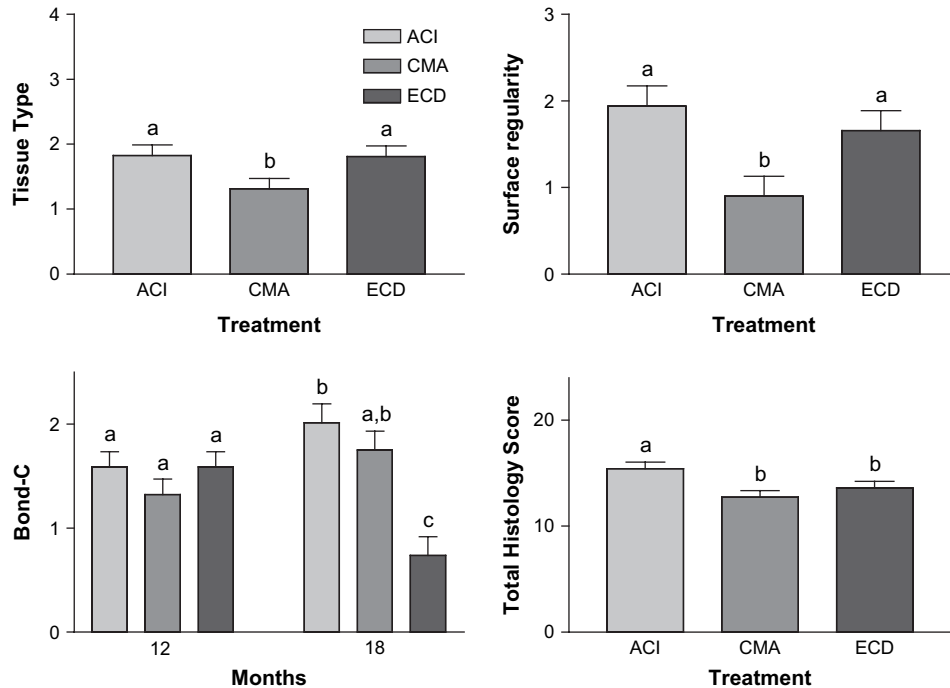 Tissue Type
4
3
2
1
0
a
b
a
ACI
CMA
ECD
ACI CMA ECD
Treatment
Surface regularity
3
2
1
0
a
b
a
ACI CMA ECD
Treatment
Bond-C
2
1
0
a
a
a
b
a,b
c
12 18
Months
Total Histology Score
20
10
0
a
b
b
ACI CMA ECD
Treatment